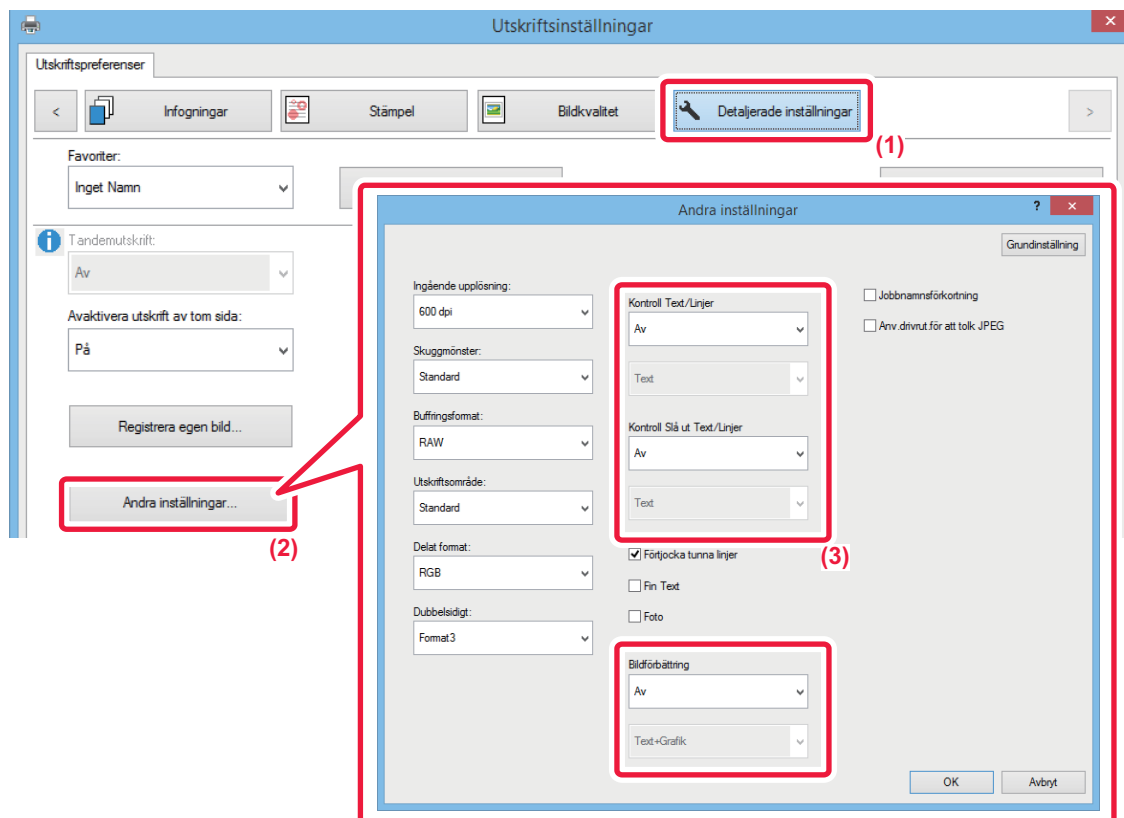 Utskriftsinställningar
Utskriftspreferenser
<
Infogningar
Stämpel
Bildkvalitet
Detaljerade inställningar
>
(1)
Favoriter:
Inget Namn
Tandemutskrift:
Av
Avaktivera utskrift av tom sida:
På
Registrera egen bild...
Andra inställningar...
(2)
Andra inställningar
?
Grundinställning
Ingående upplösning:
600 dpi
Skuggmönster:
Standard
Buffringsformat:
RAW
Utskriftsområde:
Standard
Delat format:
RGB
Dubbelsidigt:
Format3
Kontroll Text/Linjer
Av
Text
Kontroll Slå ut Text/Linjer
Av
Text
(3)
Förtjocka tunna linjer
Fin Text
Foto
Bildförbättring
Av
Text+Grafik
Jobbnamnsförkortning
Anv.drivrut.för att tolk JPEG
OK
Avbryt